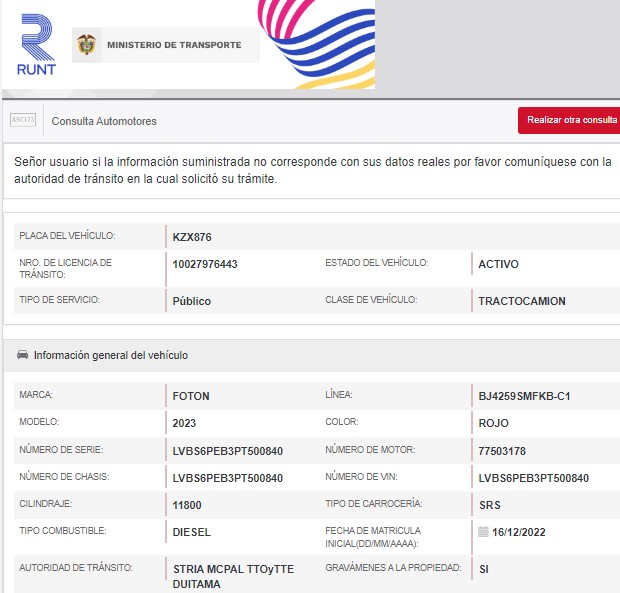 RUNT
MINISTERIO DE TRANSPORTE
ASC123
Consulta Automotores
Realizar otra consulta
Señor usuario si la información suministrada no corresponde con sus datos reales por favor comuníquese con la
autoridad de tránsito en la cual solicitó su trámite.
PLACA DEL VEHÍCULO: KZX876
NRO. DE LICENCIA DE
TRÁNSITO: 10027976443 ESTADO DEL VEHÍCULO: ACTIVO
TIPO DE SERVICIO: Público CLASE DE VEHÍCULO: TRACTOCAMION
Información general del vehículo
MARCA: FOTON LÍNEA: BJ4259SMFKB-C1
MODELO: 2023 COLOR: ROJO
NÚMERO DE SERIE: LVBS6PEB3PT500840 NÚMERO DE MOTOR: 77503178
NÚMERO DE CHASIS: LVBS6PEB3PT500840 NÚMERO DE VIN: LVBS6PEB3PT500840
CILINDRAJE: 11800 TIPO DE CARROCERÍA: SRS
TIPO COMBUSTIBLE: DIESEL FECHA DE MATRICULA
INICIAL(DD/MM/AAAA): 16/12/2022
AUTORIDAD DE TRÁNSITO: STRIA MCPAL TTOyTTE
DUITAMA GRAVÁMENES A LA PROPIEDAD: SI